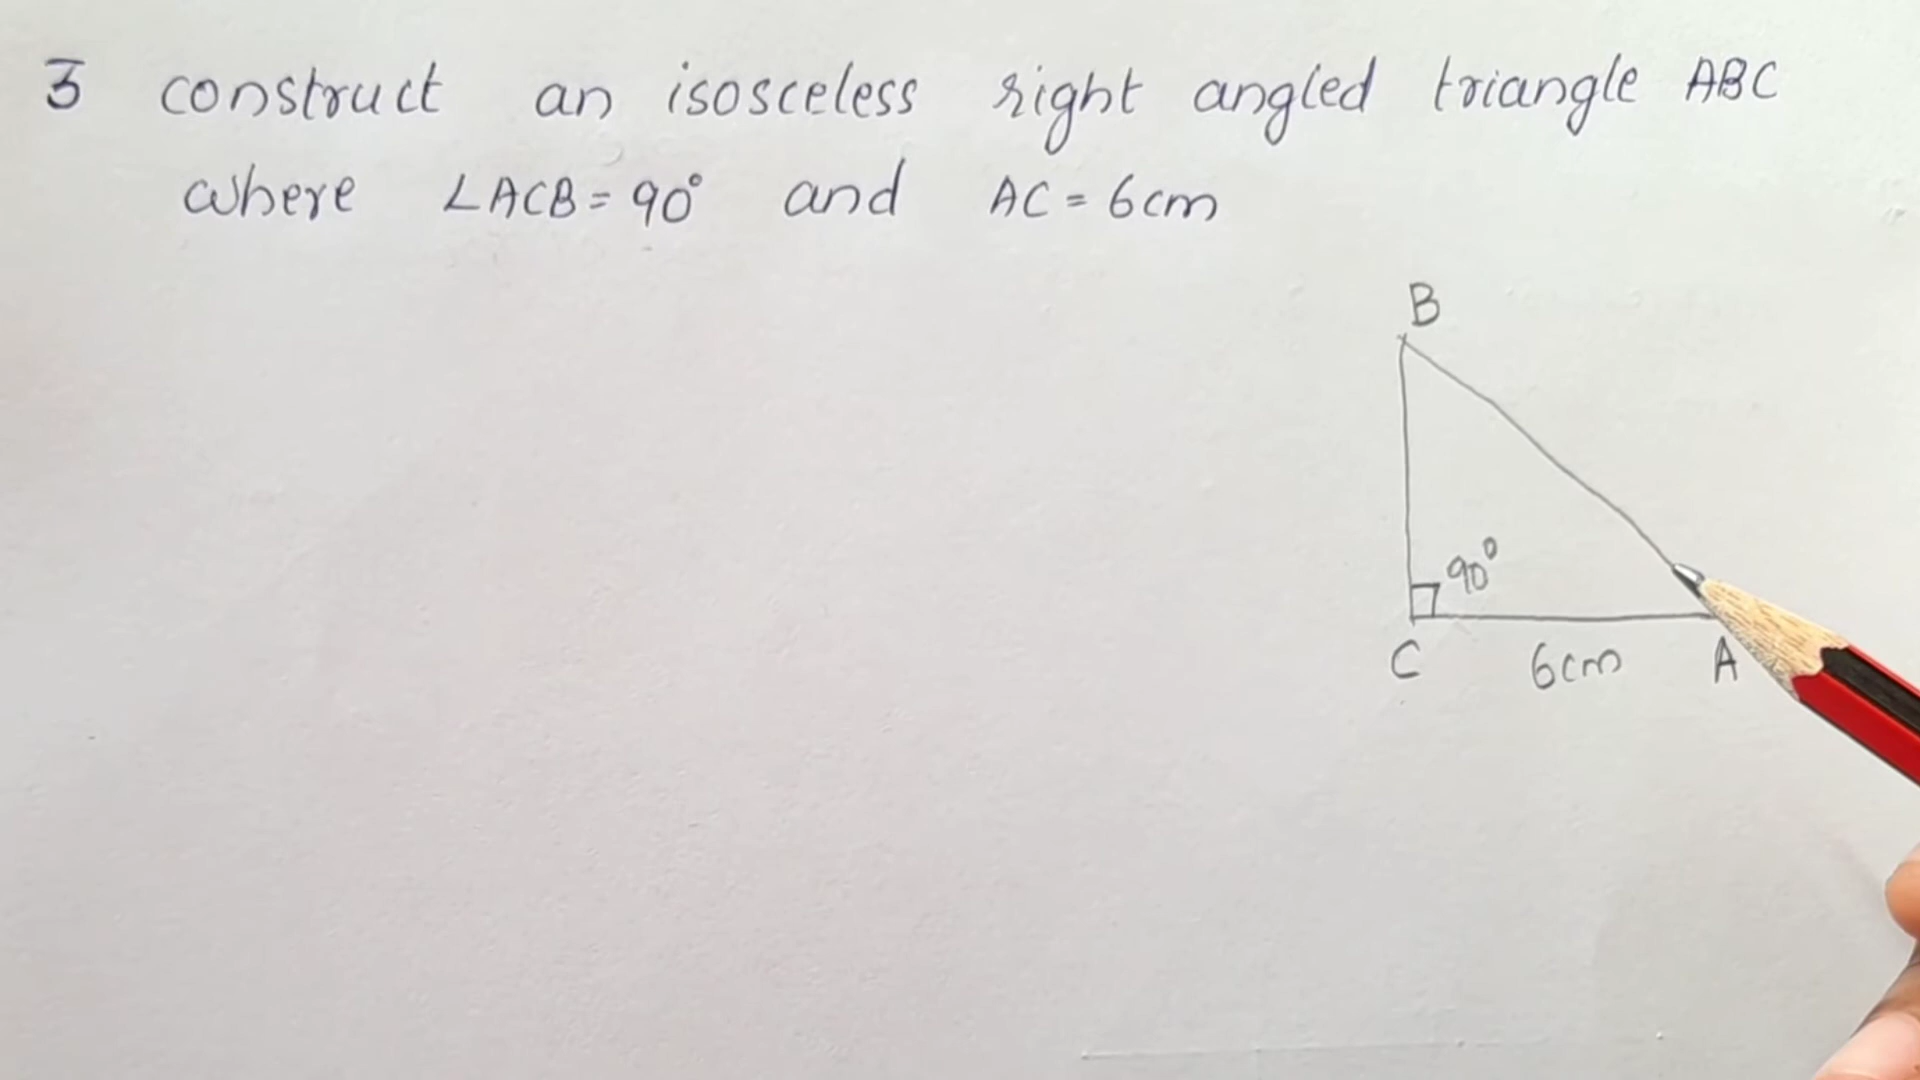 3 construct an isosceless right angled triangle ABC
where ∠ACB = 90° and AC = 6cm
B
90°
C 6cm A